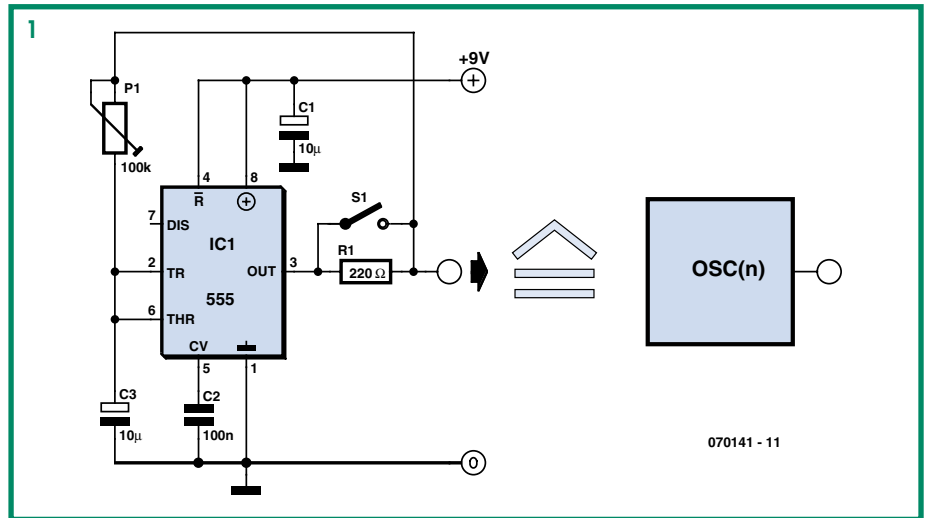 1
+9V
P1
C1
10μ
100k
4
8
R
S1
7
DIS
IC1
R1
2
TR
OUT
3
220 Ω
OSC(n)
555
6
THR
CV
5
1
C3
C2
10μ
100n
070141 - 11
0